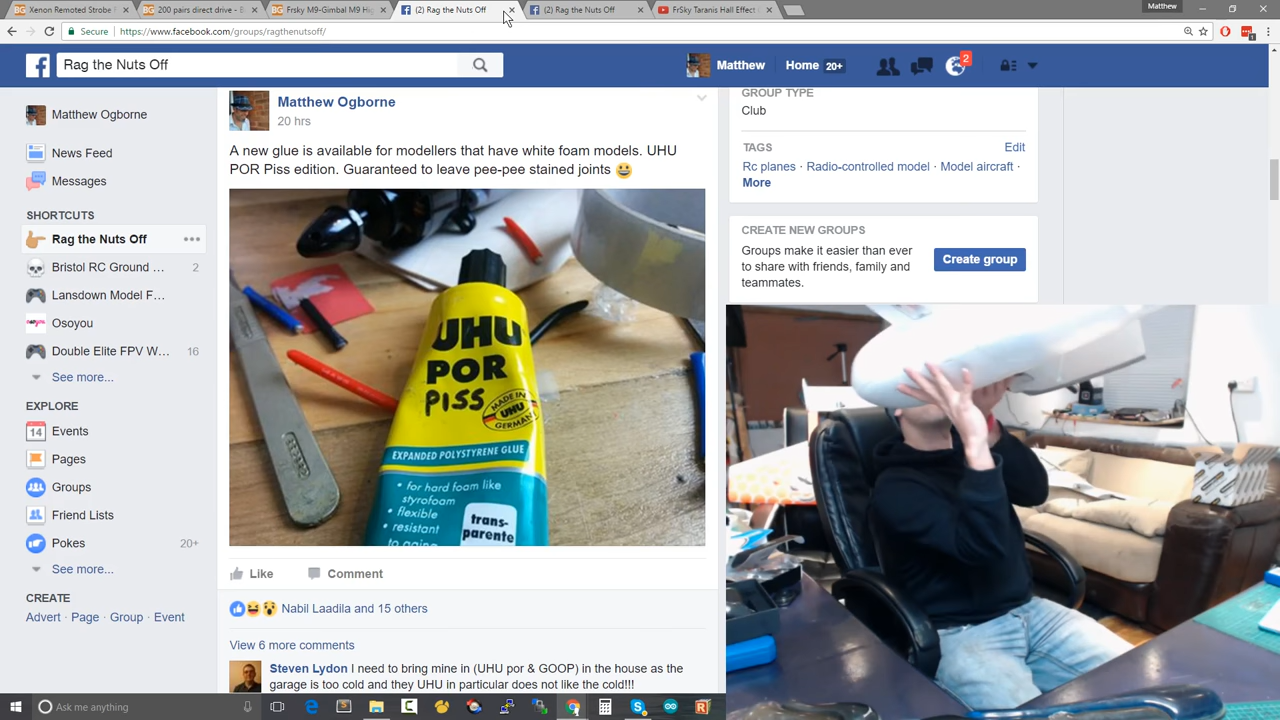 Matthew
Xenon Remoted Strobe
200 pairs direct drive - B
Frsky M9-Gimbal M9 Hi
(2) Rag the Nuts Off
(2) Rag the Nuts Off
FrSky Taranis Hall Effect
Secure
https://www.facebook.com/groups/ragthenutsoff/
Rag the Nuts Off
Matthew
Home 20+
2
Matthew Ogborne
News Feed
Messages
SHORTCUTS
Rag the Nuts Off
Bristol RC Ground ... 2
Lansdown Model F...
Osoyou
Double Elite FPV W... 16
See more...
EXPLORE
14 Events
Pages
Groups
Friend Lists
Pokes 20+
See more...
CREATE
Advert · Page · Group · Event
Matthew Ogborne
20 hrs
A new glue is available for modellers that have white foam models. UHU
POR Piss edition. Guaranteed to leave pee-pee stained joints
UHU
POR
PISS
MADE IN
UHU
GERMANY
EXPANDED POLYSTYRENE GLUE
• for hard foam like
styrofoam
• flexible
• resistant
to aging
trans-
parente
Like
Comment
Nabil Laadila and 15 others
View 6 more comments
Steven Lydon I need to bring mine in (UHU por & GOOP) in the house as the
garage is too cold and they UHU in particular does not like the cold!!!
GROUP TYPE
Club
TAGS Edit
Rc planes · Radio-controlled model · Model aircraft ·
More
CREATE NEW GROUPS
Groups make it easier than ever
to share with friends, family and
teammates.
Create group
Ask me anything